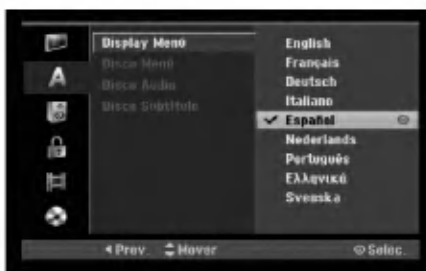 A
Display Menú
Disco Menú
Disco Audio
Disco Subtítulo
English
Français
Deutsch
Italiano
Español
Nederlands
Português
Ελληνικά
Svenska
Prev. Mover Selec.